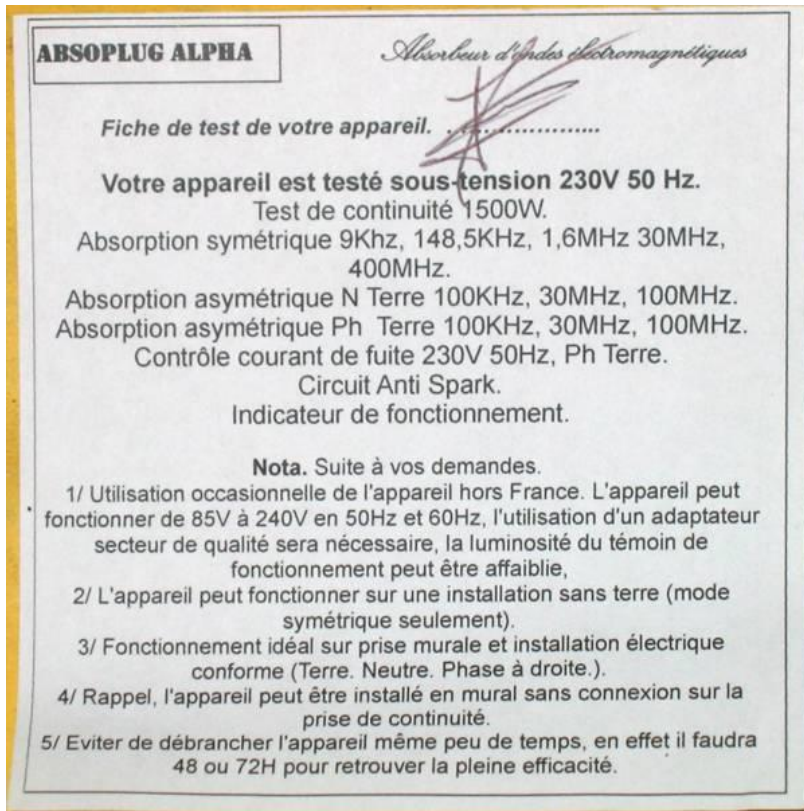 ABSOPLUG ALPHA
Absorbeur d'ondes électromagnétiques
Fiche de test de votre appareil. ......................
Votre appareil est testé sous-tension 230V 50 Hz.
Test de continuité 1500W.
Absorption symétrique 9Khz, 148,5KHz, 1,6MHz 30MHz,
400MHz.
Absorption asymétrique N Terre 100KHz, 30MHz, 100MHz.
Absorption asymétrique Ph Terre 100KHz, 30MHz, 100MHz.
Contrôle courant de fuite 230V 50Hz, Ph Terre.
Circuit Anti Spark.
Indicateur de fonctionnement.
Nota. Suite à vos demandes.
1/ Utilisation occasionnelle de l'appareil hors France. L'appareil peut
fonctionner de 85V à 240V en 50Hz et 60Hz, l'utilisation d'un adaptateur
secteur de qualité sera nécessaire, la luminosité du témoin de
fonctionnement peut être affaiblie,
2/ L'appareil peut fonctionner sur une installation sans terre (mode
symétrique seulement).
3/ Fonctionnement idéal sur prise murale et installation électrique
conforme (Terre. Neutre. Phase à droite.).
4/ Rappel, l'appareil peut être installé en mural sans connexion sur la
prise de continuité.
5/ Eviter de débrancher l'appareil même peu de temps, en effet il faudra
48 ou 72H pour retrouver la pleine efficacité.